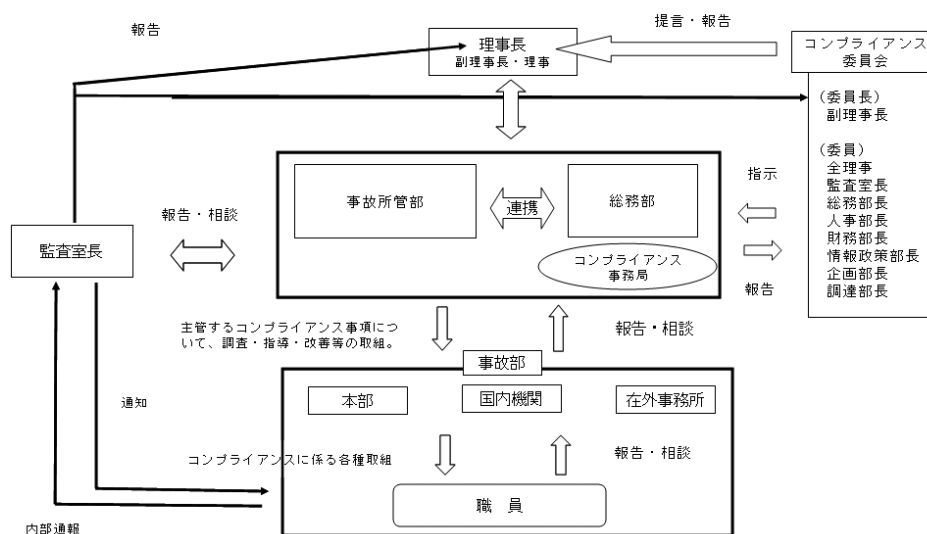 報告
提言・報告
理事長
副理事長・理事
コンプライアンス
委員会
（委員長）
副理事長
（委員）
全理事
監査室長
総務部長
人事部長
財務部長
情報政策部長
企画部長
調達部長
指示
報告
事故所管部
連携
総務部
コンプライアンス
事務局
報告・相談
監査室長
主管するコンプライアンス事項につ
いて、調査・指導・改善等の取組。
報告・相談
事故部
本部
国内機関
在外事務所
通知
コンプライアンスに係る各種取組
報告・相談
職　員
内部通報